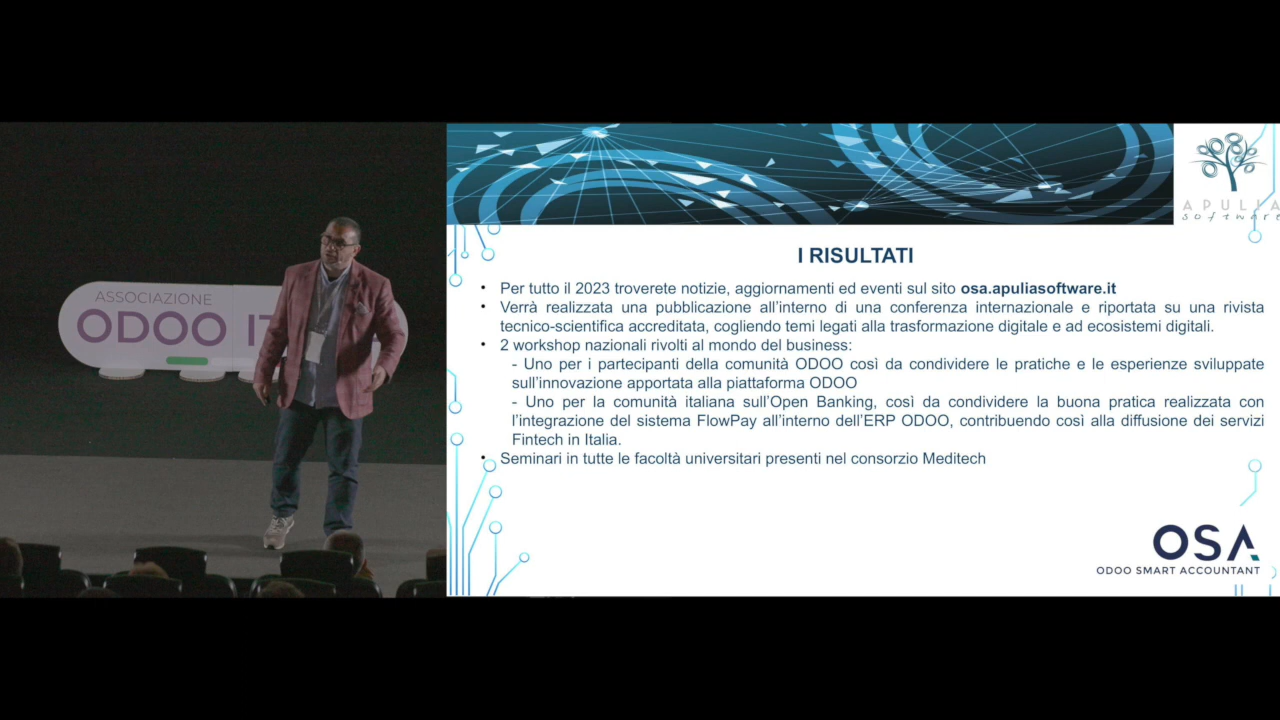 ASSOCIAZIONE
ODOO IT
APULIA
software
I RISULTATI
• Per tutto il 2023 troverete notizie, aggiornamenti ed eventi sul sito osa.apuliasoftware.it
• Verrà realizzata una pubblicazione all’interno di una conferenza internazionale e riportata su una rivista
tecnico-scientifica accreditata, cogliendo temi legati alla trasformazione digitale e ad ecosistemi digitali.
• 2 workshop nazionali rivolti al mondo del business:
- Uno per i partecipanti della comunità ODOO così da condividere le pratiche e le esperienze sviluppate
sull’innovazione apportata alla piattaforma ODOO
- Uno per la comunità italiana sull’Open Banking, così da condividere la buona pratica realizzata con
l’integrazione del sistema FlowPay all’interno dell’ERP ODOO, contribuendo così alla diffusione dei servizi
Fintech in Italia.
• Seminari in tutte le facoltà universitari presenti nel consorzio Meditech
OSA
ODOO SMART ACCOUNTANT